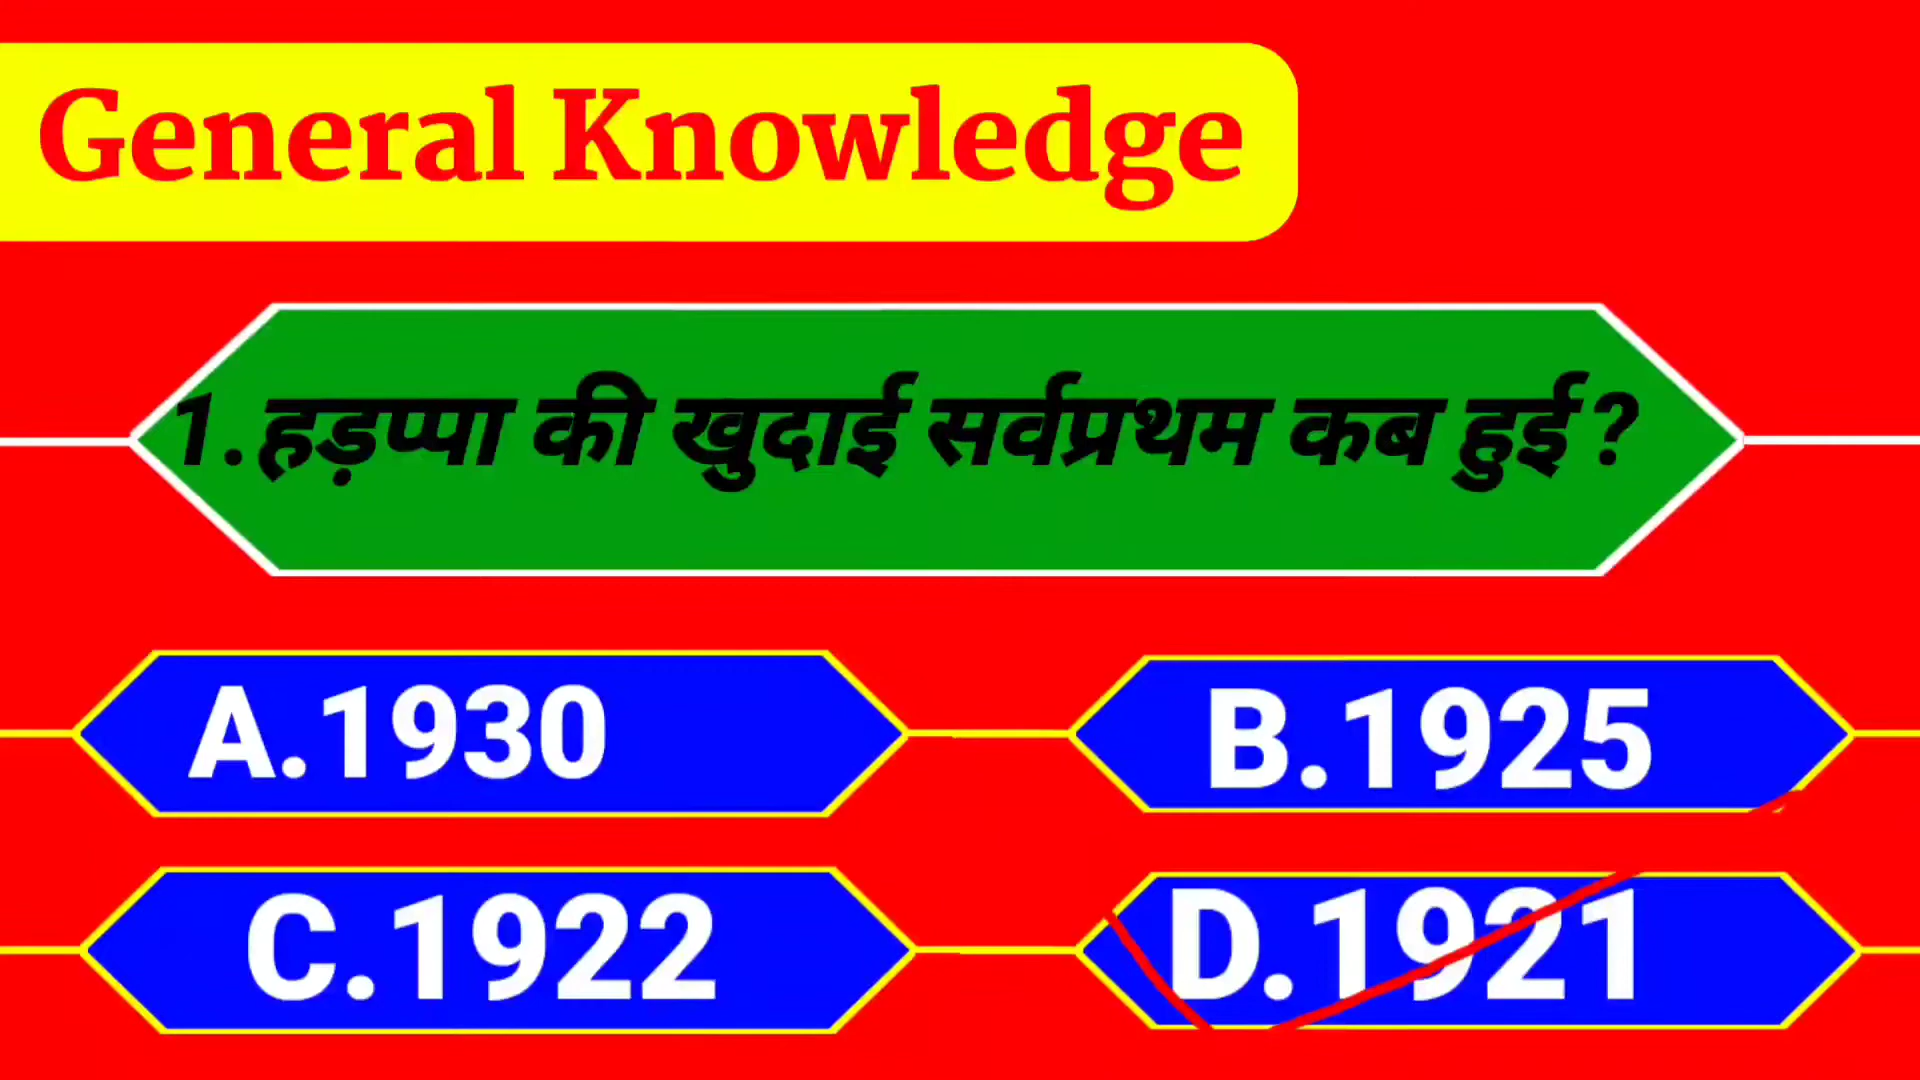 General Knowledge
1.हड़प्पा की खुदाई सर्वप्रथम कब हुई?
A.1930
B.1925
C.1922
D.1921